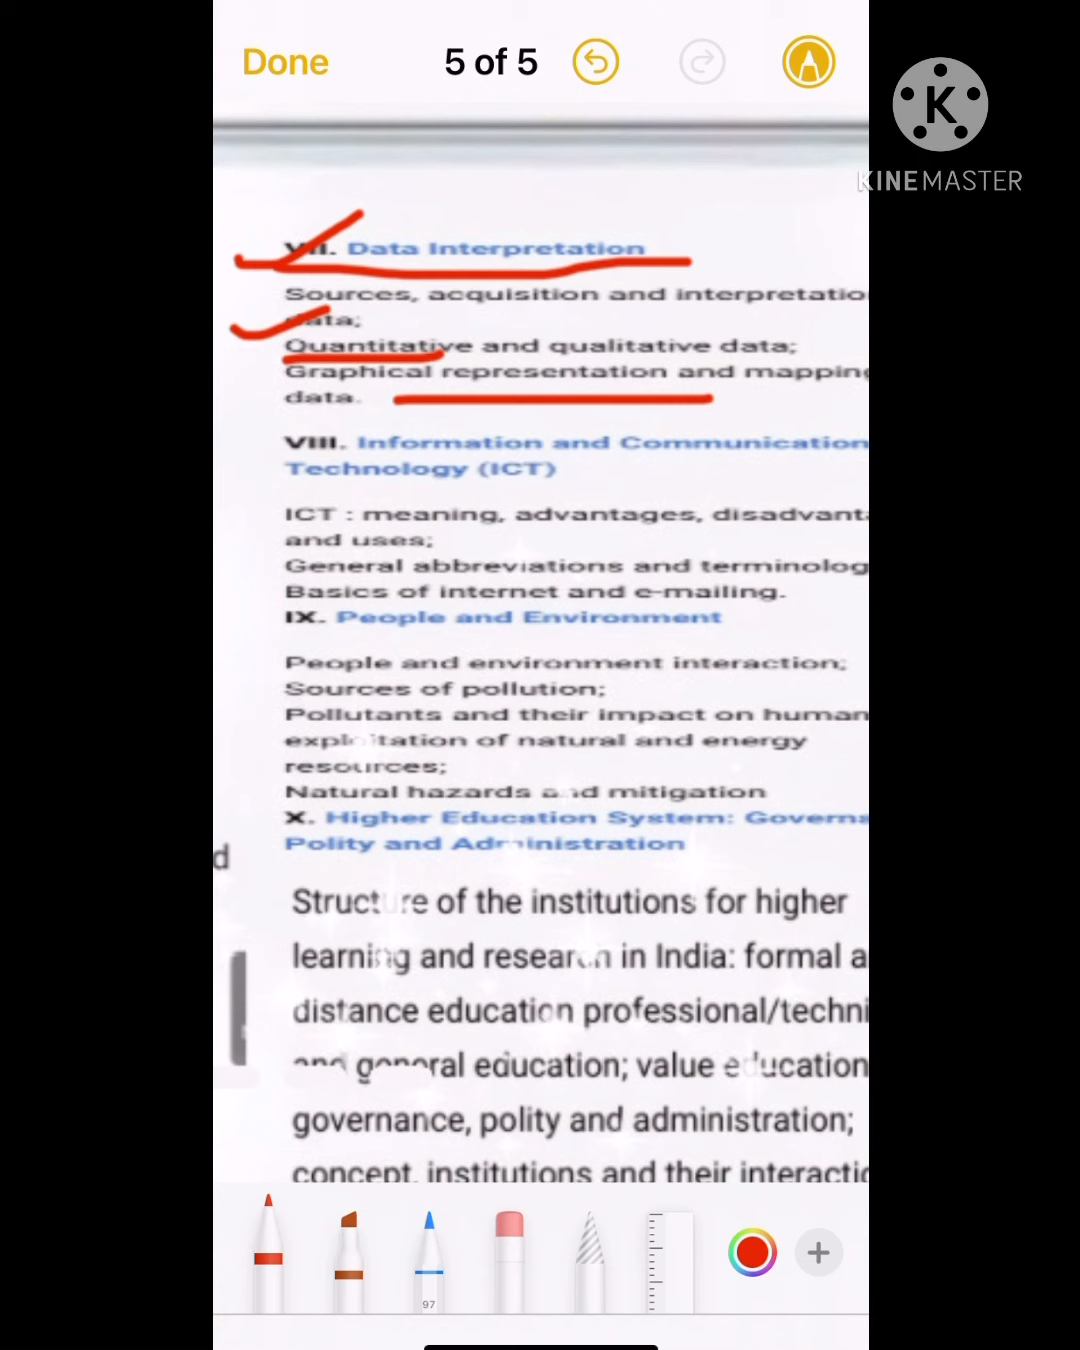 Done
5 of 5
K
KINEMASTER
VII. Data Interpretation
Sources, acquisition and interpretatio
data;
Quantitative and qualitative data;
Graphical representation and mapping
data.
VIII. Information and Communication
Technology (ICT)
ICT : meaning, advantages, disadvanta
and uses;
General abbreviations and terminolog
Basics of internet and e-mailing.
IX. People and Environment
People and environment interaction;
Sources of pollution;
Pollutants and their impact on human
exploitation of natural and energy
resources;
Natural hazards and mitigation
X. Higher Education System: Governa
Polity and Administration
d
Structure of the institutions for higher
learning and research in India: formal a
distance education professional/techni
and general education; value education
governance, polity and administration;
concept, institutions and their interactio
97